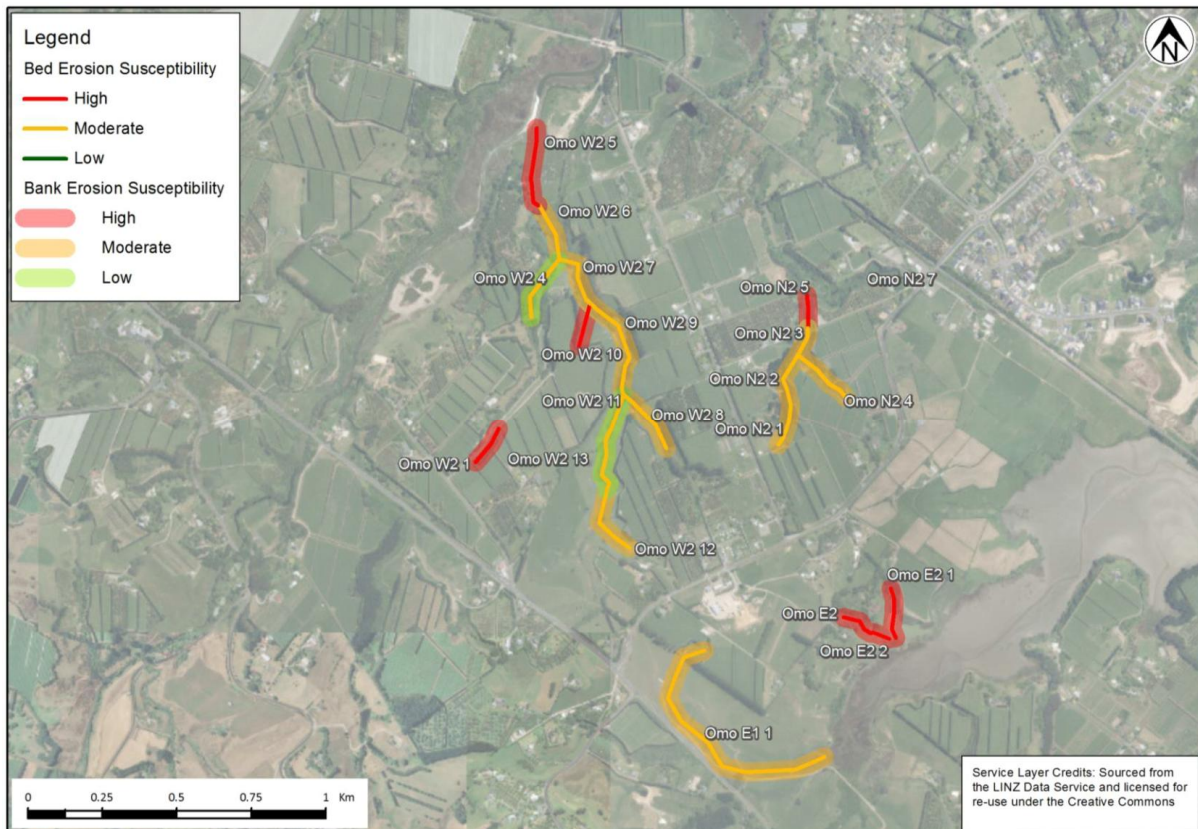 Legend
Bed Erosion Susceptibility
High
Moderate
Low
Bank Erosion Susceptibility
High
Moderate
Low
N
Omo W2 5
Omo W2 6
Omo W2 4
Omo W2 7
Omo N2 5
Omo N2 7
Omo W2 9
Omo N2 3
Omo W2 10
Omo N2 2
Omo W2 11
Omo N2 4
Omo W2 8
Omo N2 1
Omo W2 1
Omo W2 13
Omo W2 12
Omo E2 1
Omo E2
Omo E2 2
Omo E1 1
0 0.25 0.5 0.75 1 Km
Service Layer Credits: Sourced from
the LINZ Data Service and licensed for
re-use under the Creative Commons